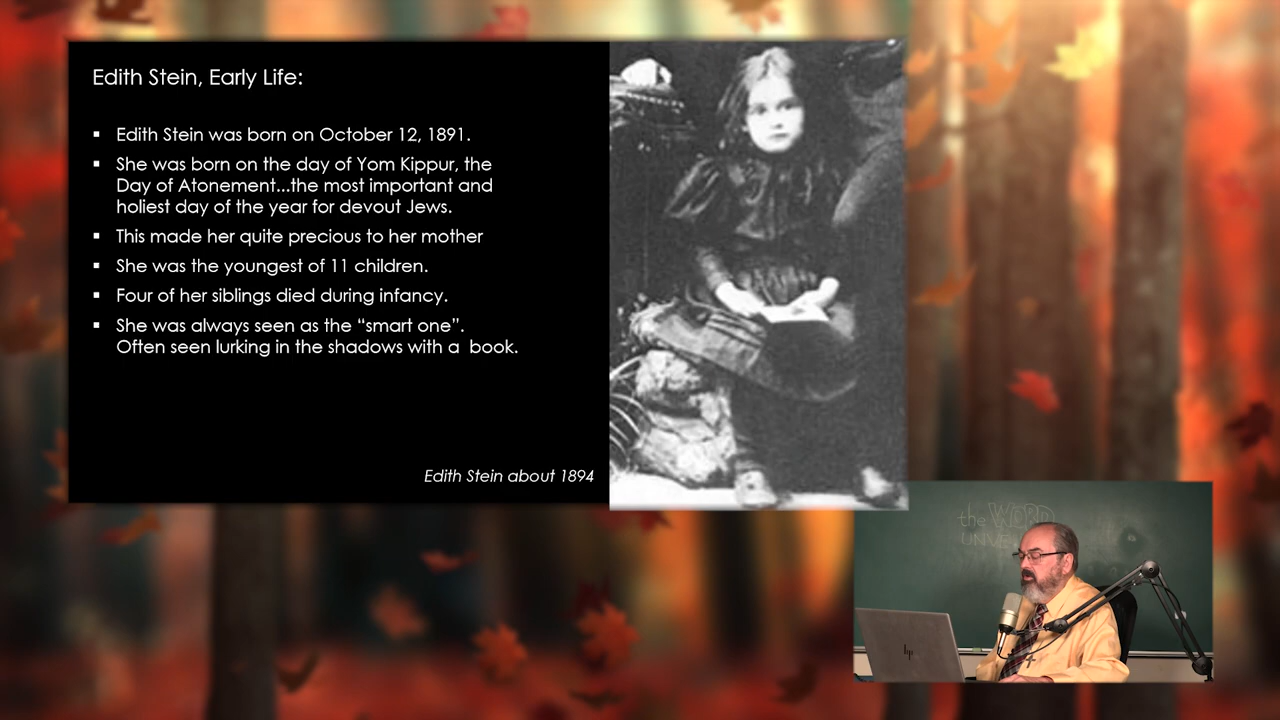 Edith Stein, Early Life:
▪ Edith Stein was born on October 12, 1891.
▪ She was born on the day of Yom Kippur, the
Day of Atonement...the most important and
holiest day of the year for devout Jews.
▪ This made her quite precious to her mother
▪ She was the youngest of 11 children.
▪ Four of her siblings died during infancy.
▪ She was always seen as the “smart one”.
Often seen lurking in the shadows with a  book.
Edith Stein about 1894
the WORD
hp